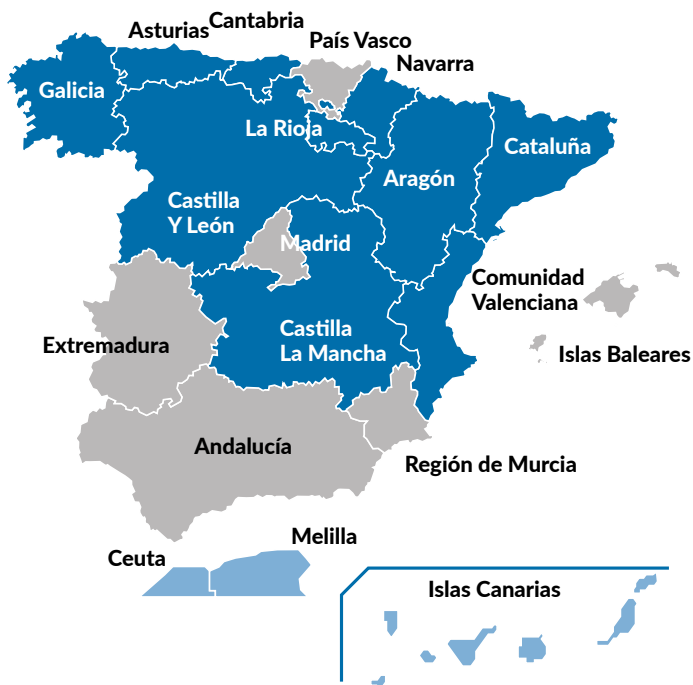 Asturias
Cantabria
País Vasco
Navarra
Galicia
La Rioja
Cataluña
Aragón
Castilla
Y León
Madrid
Comunidad
Valenciana
Castilla
La Mancha
Extremadura
Islas Baleares
Andalucía
Región de Murcia
Melilla
Ceuta
Islas Canarias